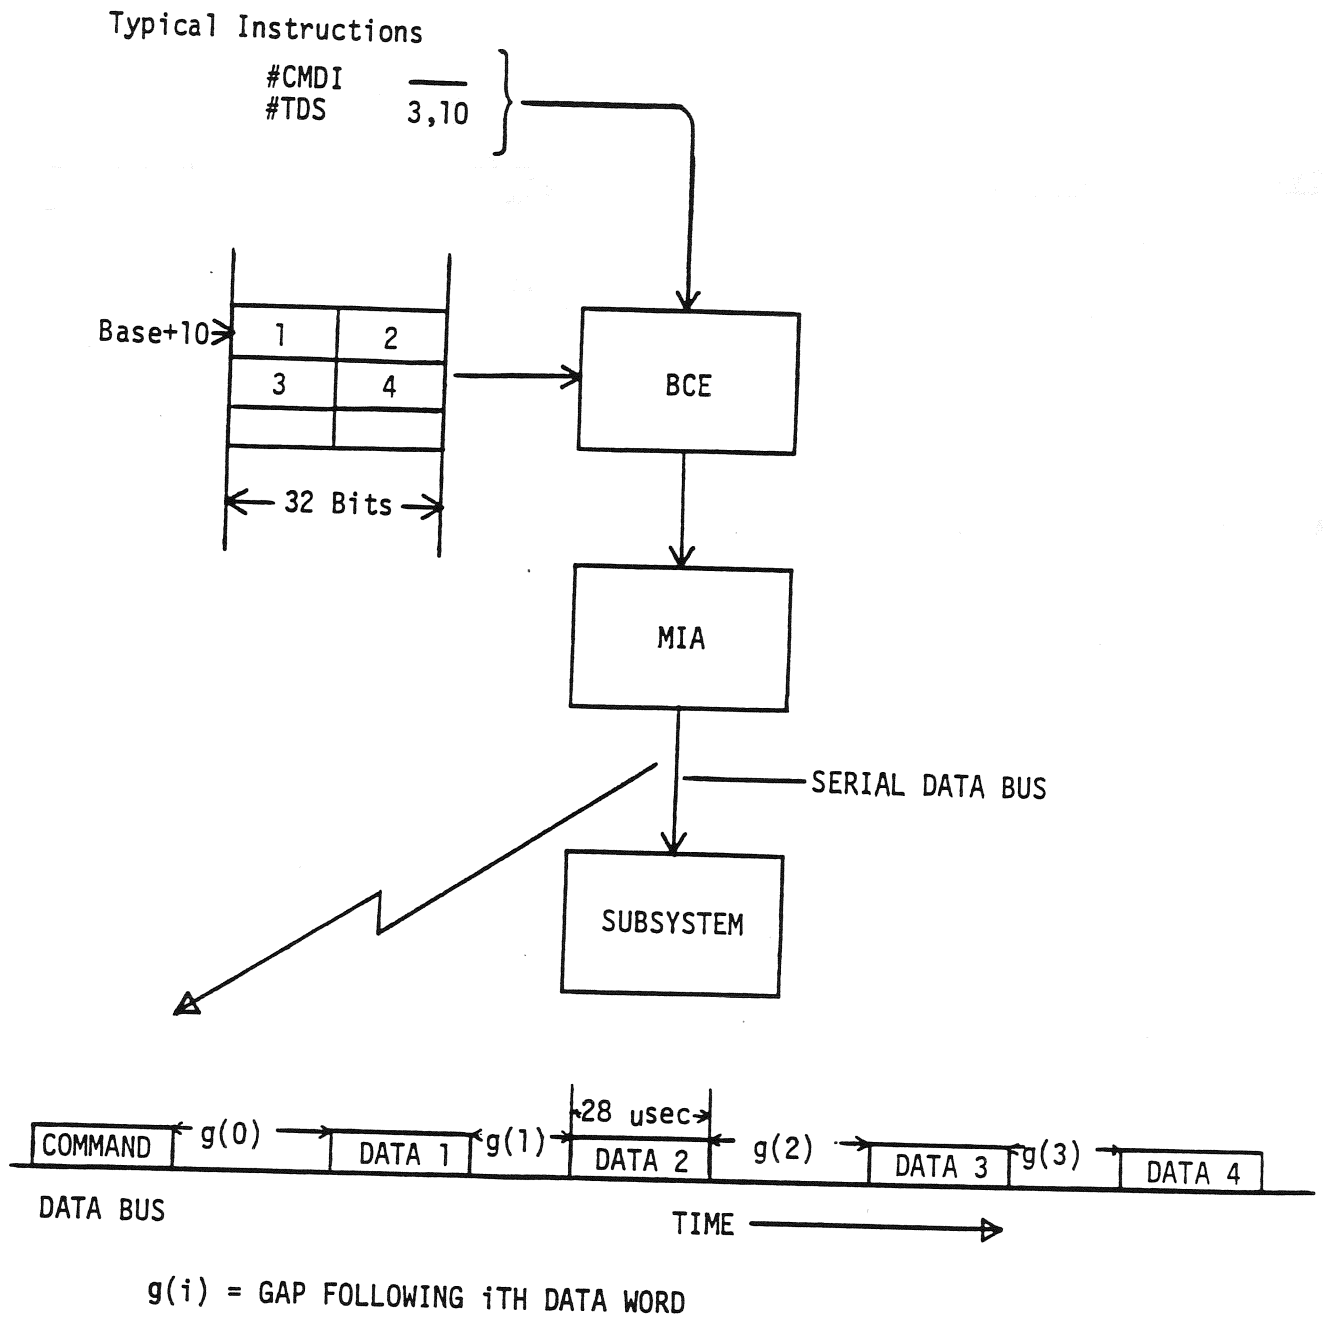 Typical Instructions
#CMDI
#TDS 3,10
Base+10
1 2
3 4
32 Bits
BCE
MIA
SERIAL DATA BUS
SUBSYSTEM
28 usec
COMMAND g(0) DATA 1 g(1) DATA 2 g(2) DATA 3 g(3) DATA 4
DATA BUS
TIME
g(i) = GAP FOLLOWING iTH DATA WORD